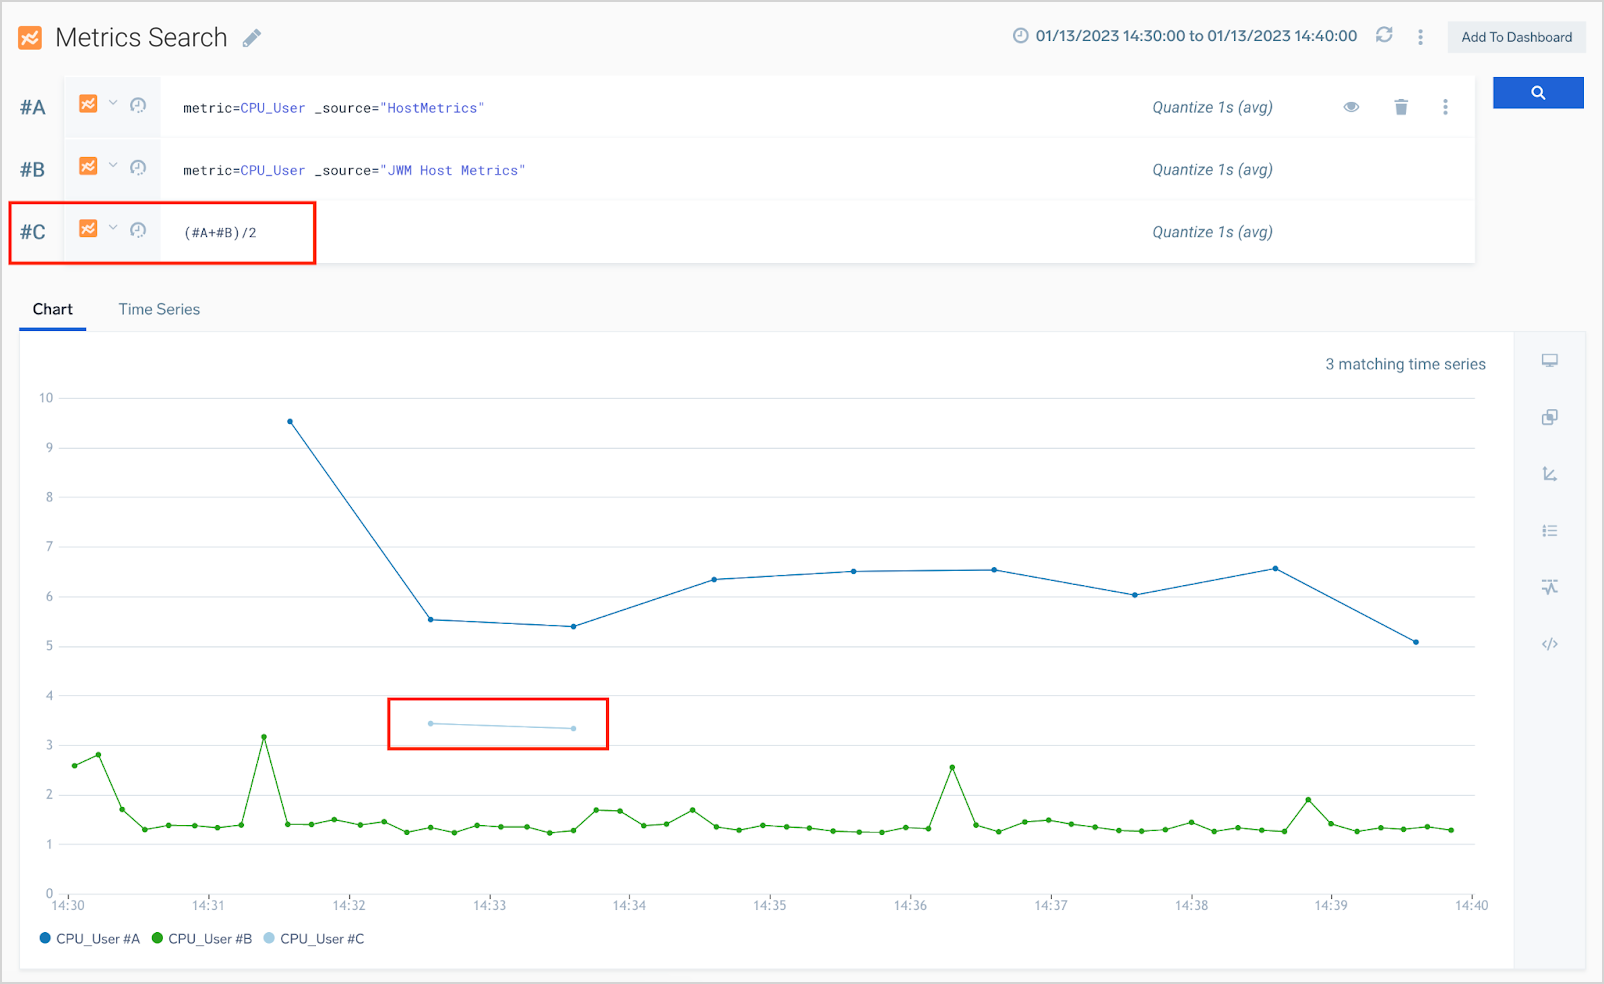 Metrics Search
01/13/2023 14:30:00 to 01/13/2023 14:40:00
Add To Dashboard
#A
metric=CPU_User _source="HostMetrics"
Quantize 1s (avg)
#B
metric=CPU_User _source="JWM Host Metrics"
Quantize 1s (avg)
#C
(#A+#B)/2
Quantize 1s (avg)
Chart
Time Series
3 matching time series
10
9
8
7
6
5
4
3
2
1
0
14:30
14:31
14:32
14:33
14:34
14:35
14:36
14:37
14:38
14:39
14:40
CPU_User #A
CPU_User #B
CPU_User #C